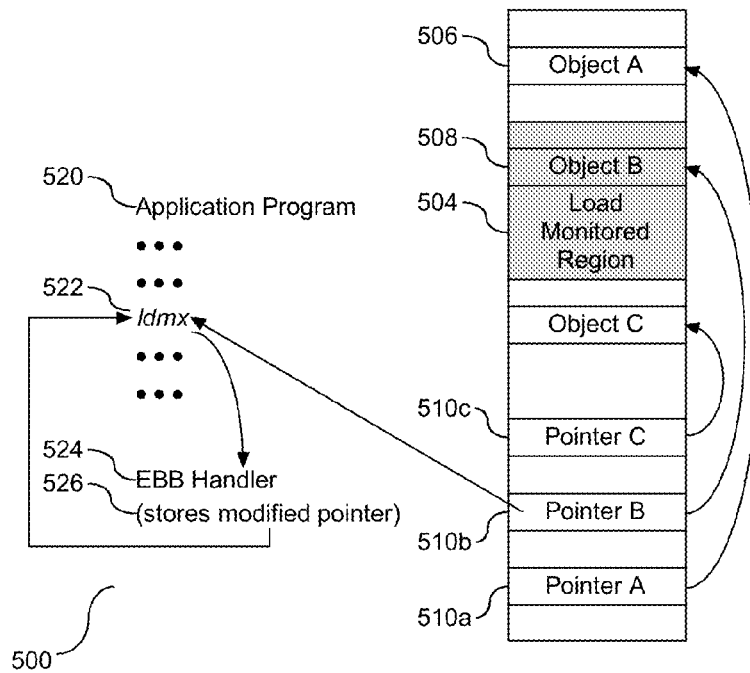 506
Object A
508
Object B
520
504
Load
Monitored
Region
Application Program
522
ldmx
Object C
510c
Pointer C
524
EBB Handler
526
(stores modified pointer)
510b
Pointer B
510a
Pointer A
500